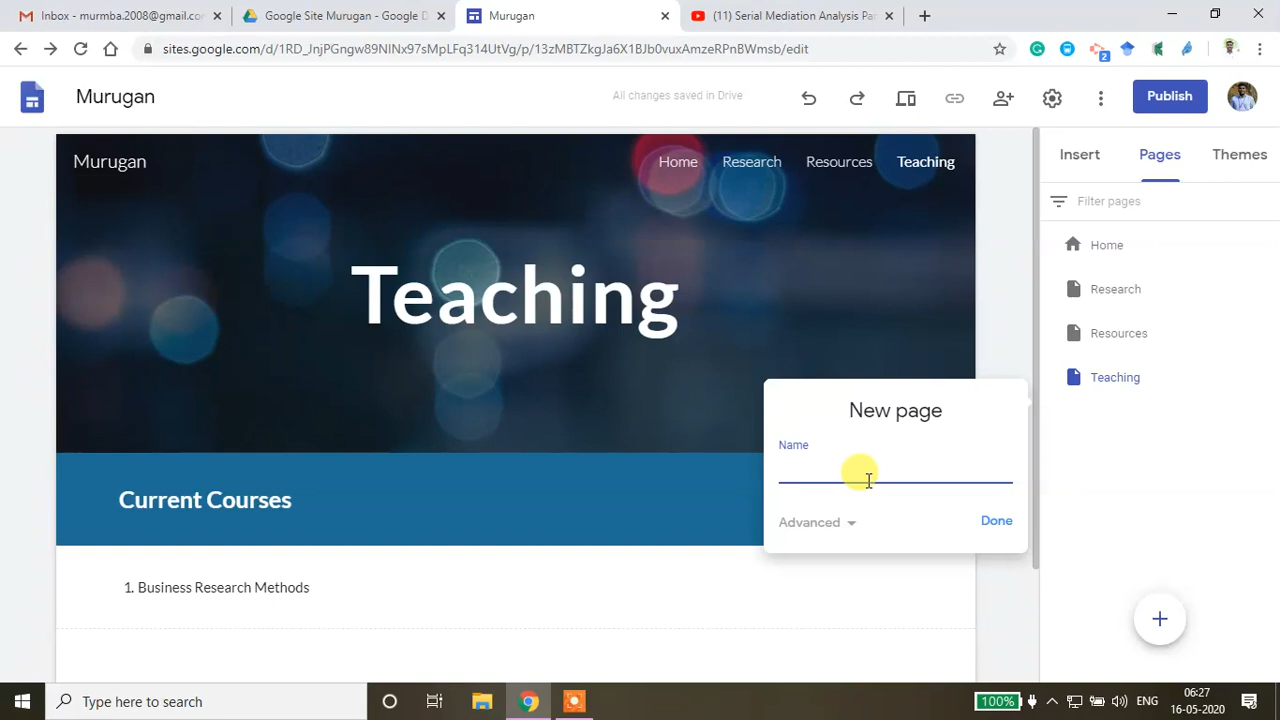 Inbox - murmba.2008@gmail.co
Google Site Murugan - Google D
Murugan
(11) Serial Mediation Analysis Pa
sites.google.com/d/1RD_JnjPGngw89NINx97sMpLFq314UtVg/p/13zMBTZkgJa6X1BJb0vuxAmzeRPnBWmsb/edit
2
Murugan
All changes saved in Drive
Publish
Murugan
Home
Research
Resources
Teaching
Insert
Pages
Themes
Filter pages
Home
Research
Resources
Teaching
Teaching
New page
Name
Advanced
Done
Current Courses
1. Business Research Methods
Type here to search
100%
ENG
06:27
16-05-2020